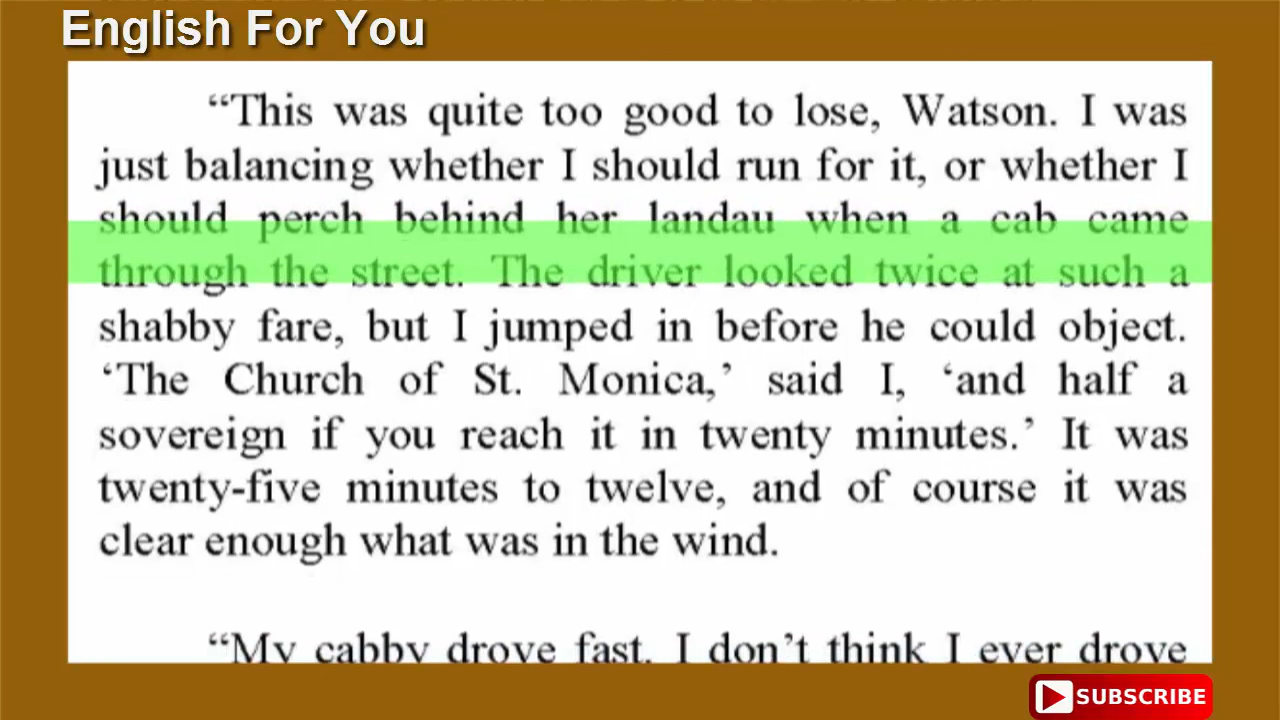 English For You
“This was quite too good to lose, Watson. I was
just balancing whether I should run for it, or whether I
should perch behind her landau when a cab came
through the street. The driver looked twice at such a
shabby fare, but I jumped in before he could object.
‘The Church of St. Monica,’ said I, ‘and half a
sovereign if you reach it in twenty minutes.’ It was
twenty-five minutes to twelve, and of course it was
clear enough what was in the wind.
“My cabby drove fast. I don’t think I ever drove
SUBSCRIBE